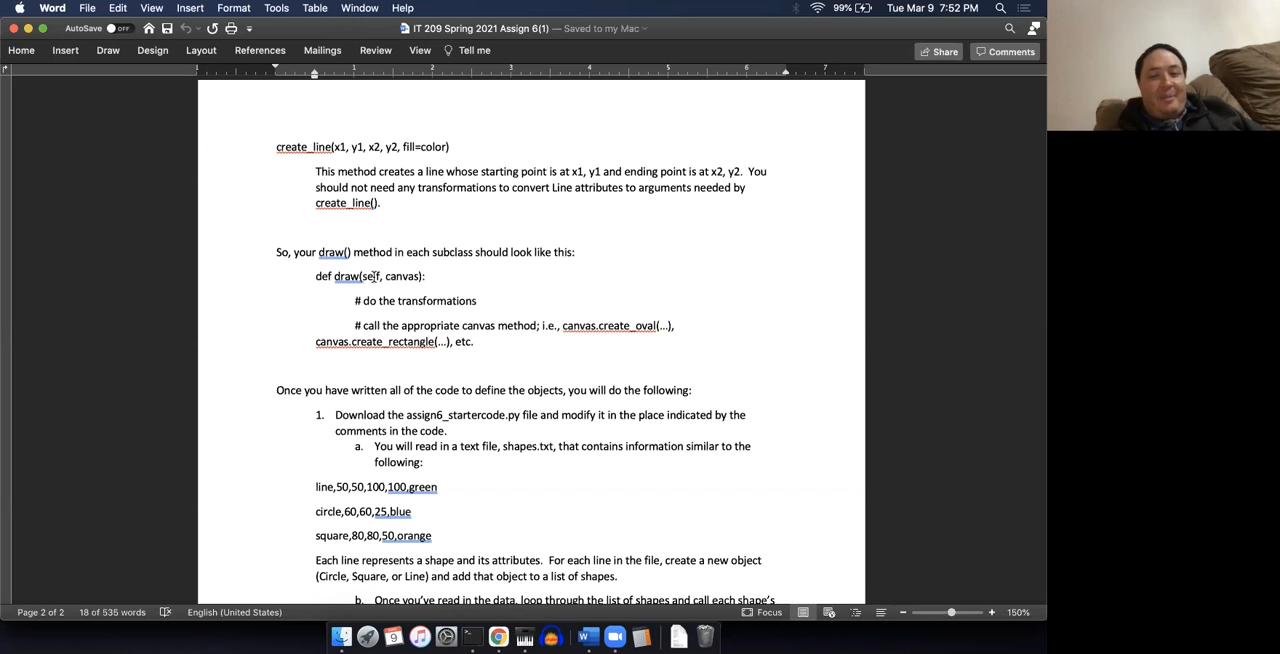 Word File Edit View Insert Format Tools Table Window Help 99% Tue Mar 9 7:52 PM
AutoSave OFF IT 209 Spring 2021 Assign 6(1) — Saved to my Mac
Home Insert Draw Design Layout References Mailings Review View Tell me Share Comments
1 1 2 3 4 5 6 7
create_line(x1, y1, x2, y2, fill=color)
This method creates a line whose starting point is at x1, y1 and ending point is at x2, y2. You
should not need any transformations to convert Line attributes to arguments needed by
create_line().
So, your draw() method in each subclass should look like this:
def draw(self, canvas):
# do the transformations
# call the appropriate canvas method; i.e., canvas.create_oval(...),
canvas.create_rectangle(...), etc.
Once you have written all of the code to define the objects, you will do the following:
1. Download the assign6_startercode.py file and modify it in the place indicated by the
comments in the code.
a. You will read in a text file, shapes.txt, that contains information similar to the
following:
line,50,50,100,100,green
circle,60,60,25,blue
square,80,80,50,orange
Each line represents a shape and its attributes. For each line in the file, create a new object
(Circle, Square, or Line) and add that object to a list of shapes.
b. Once you've read in the data, loop through the list of shapes and call each shape's
Page 2 of 2 18 of 535 words English (United States) Focus 150%
9